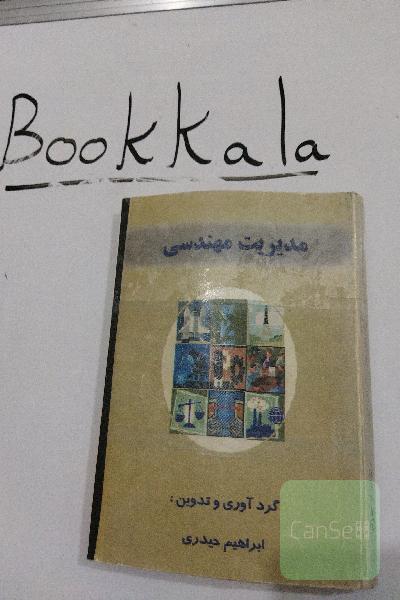 BookKala
مدیریت مهندسی
گرد آوری و تدوین :
ابراهیم حیدری
CanSell